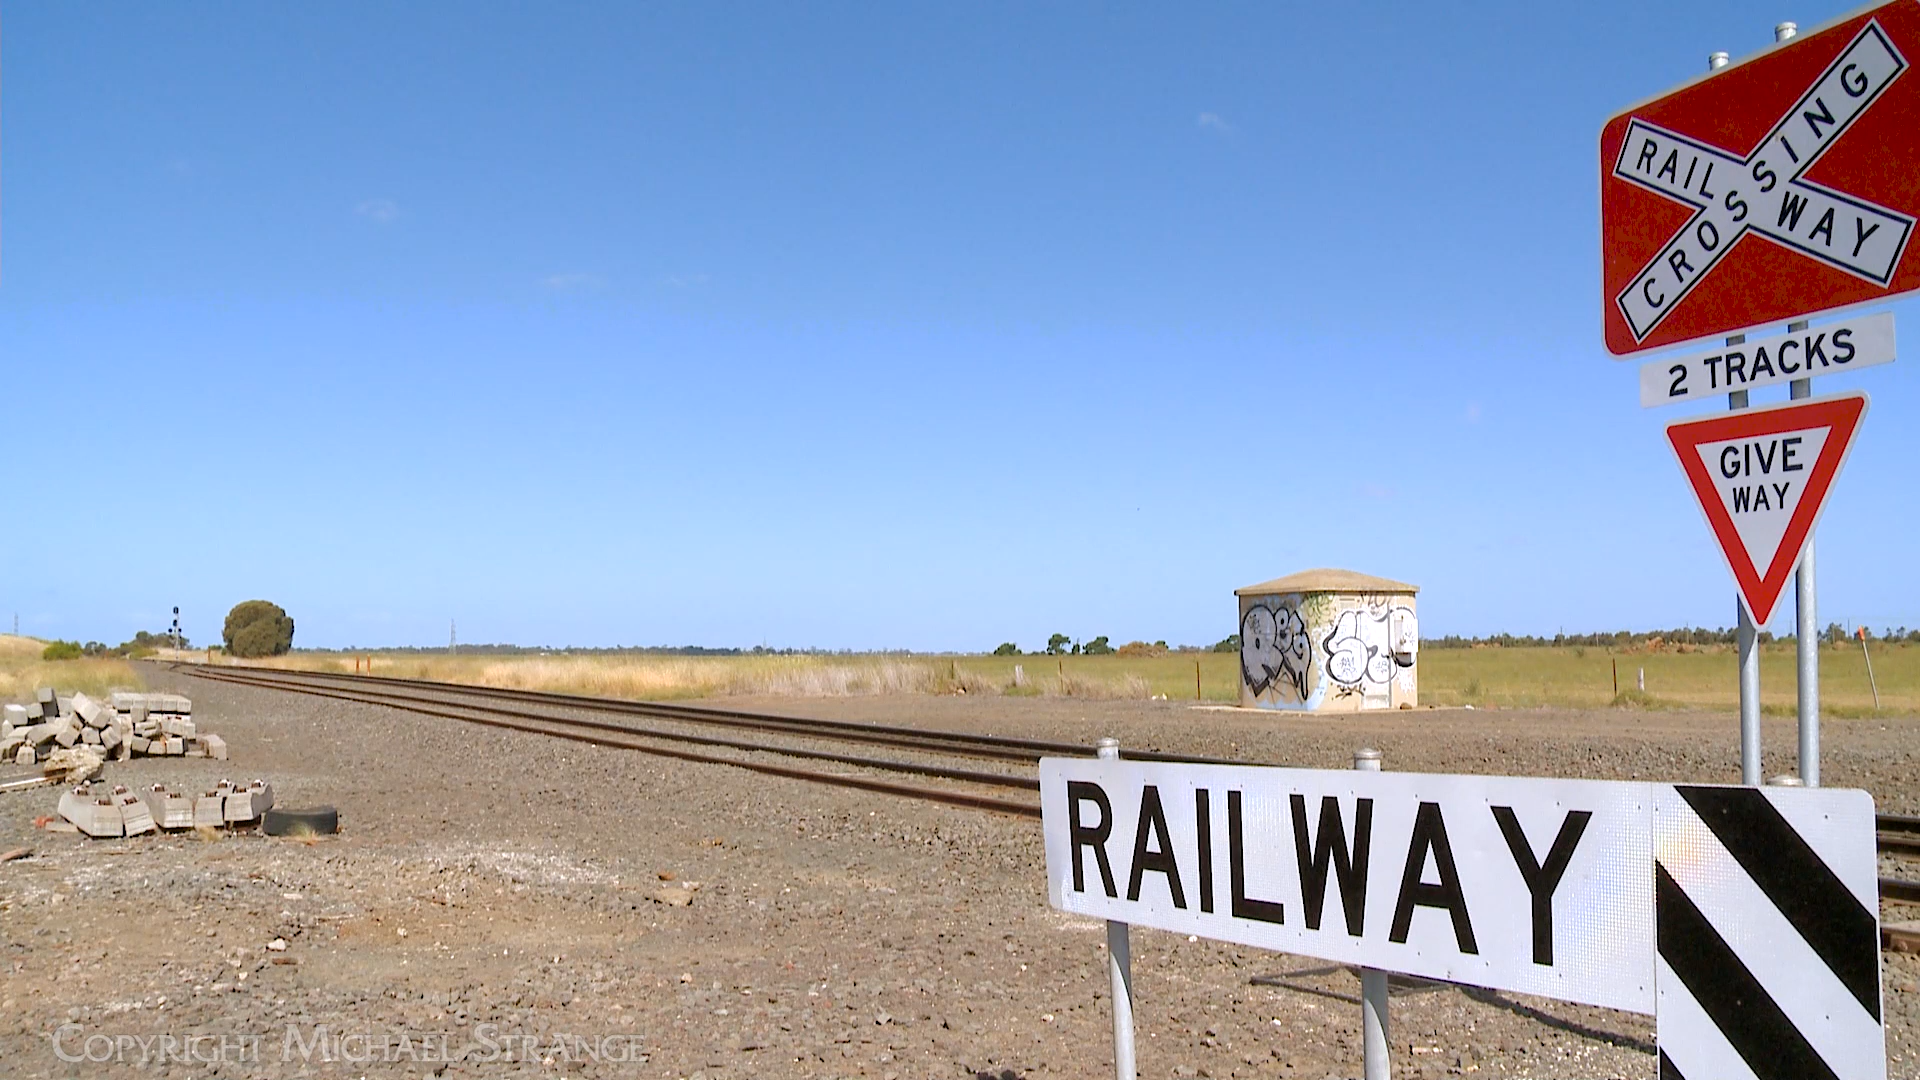 RAILWAY
CROSSING
2 TRACKS
GIVE
WAY
RAILWAY
COPYRIGHT MICHAEL STRANGE